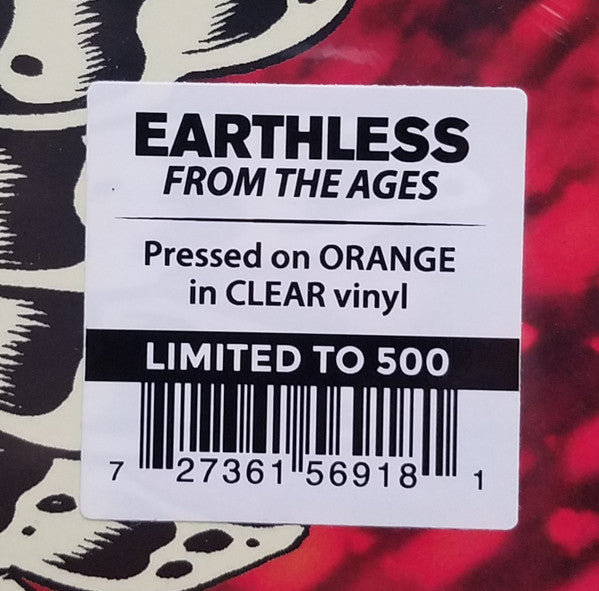 EARTHLESS
FROM THE AGES
Pressed on ORANGE
in CLEAR vinyl
LIMITED TO 500
7 27361 56918 1